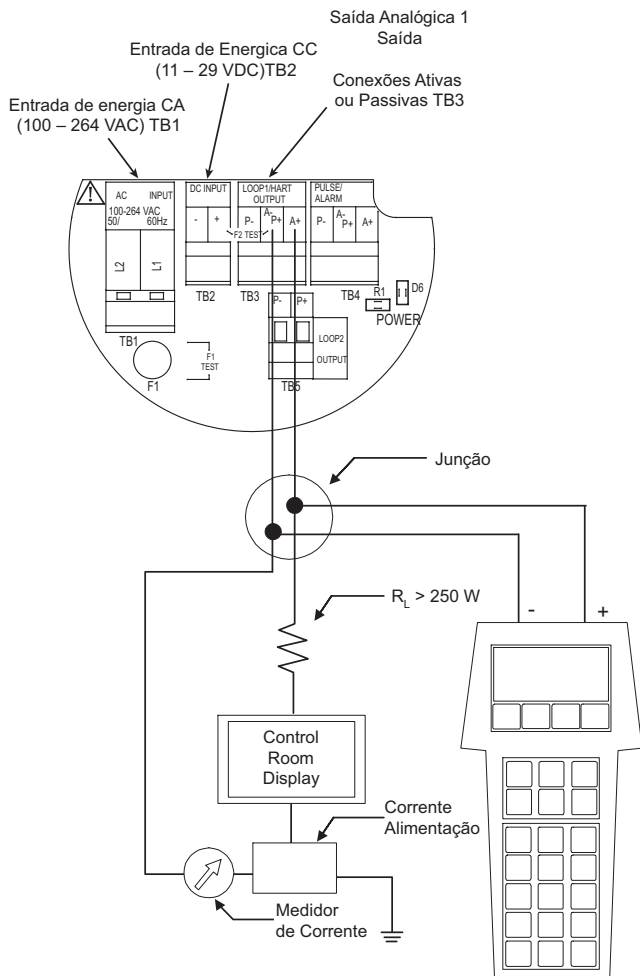 Saída Analógica 1
Saída
Entrada de Energica CC
(11 – 29 VDC)TB2
Conexões Ativas
ou Passivas TB3
Entrada de energia CA
(100 – 264 VAC) TB1
AC INPUT
100-264 VAC
50/ 60Hz
L2 L1
TB1
DC INPUT
- +
F2 TEST
TB2
LOOP1/HART
OUTPUT
P- A-
P+ A+
TB3
PULSE/
ALARM
P- A-
P+ A+
TB4
R1 D6
POWER
P- P+
LOOP2
OUTPUT
TB5
F1
F1
TEST
Junção
- +
RL > 250 W
Control
Room
Display
Corrente
Alimentação
Medidor
de Corrente